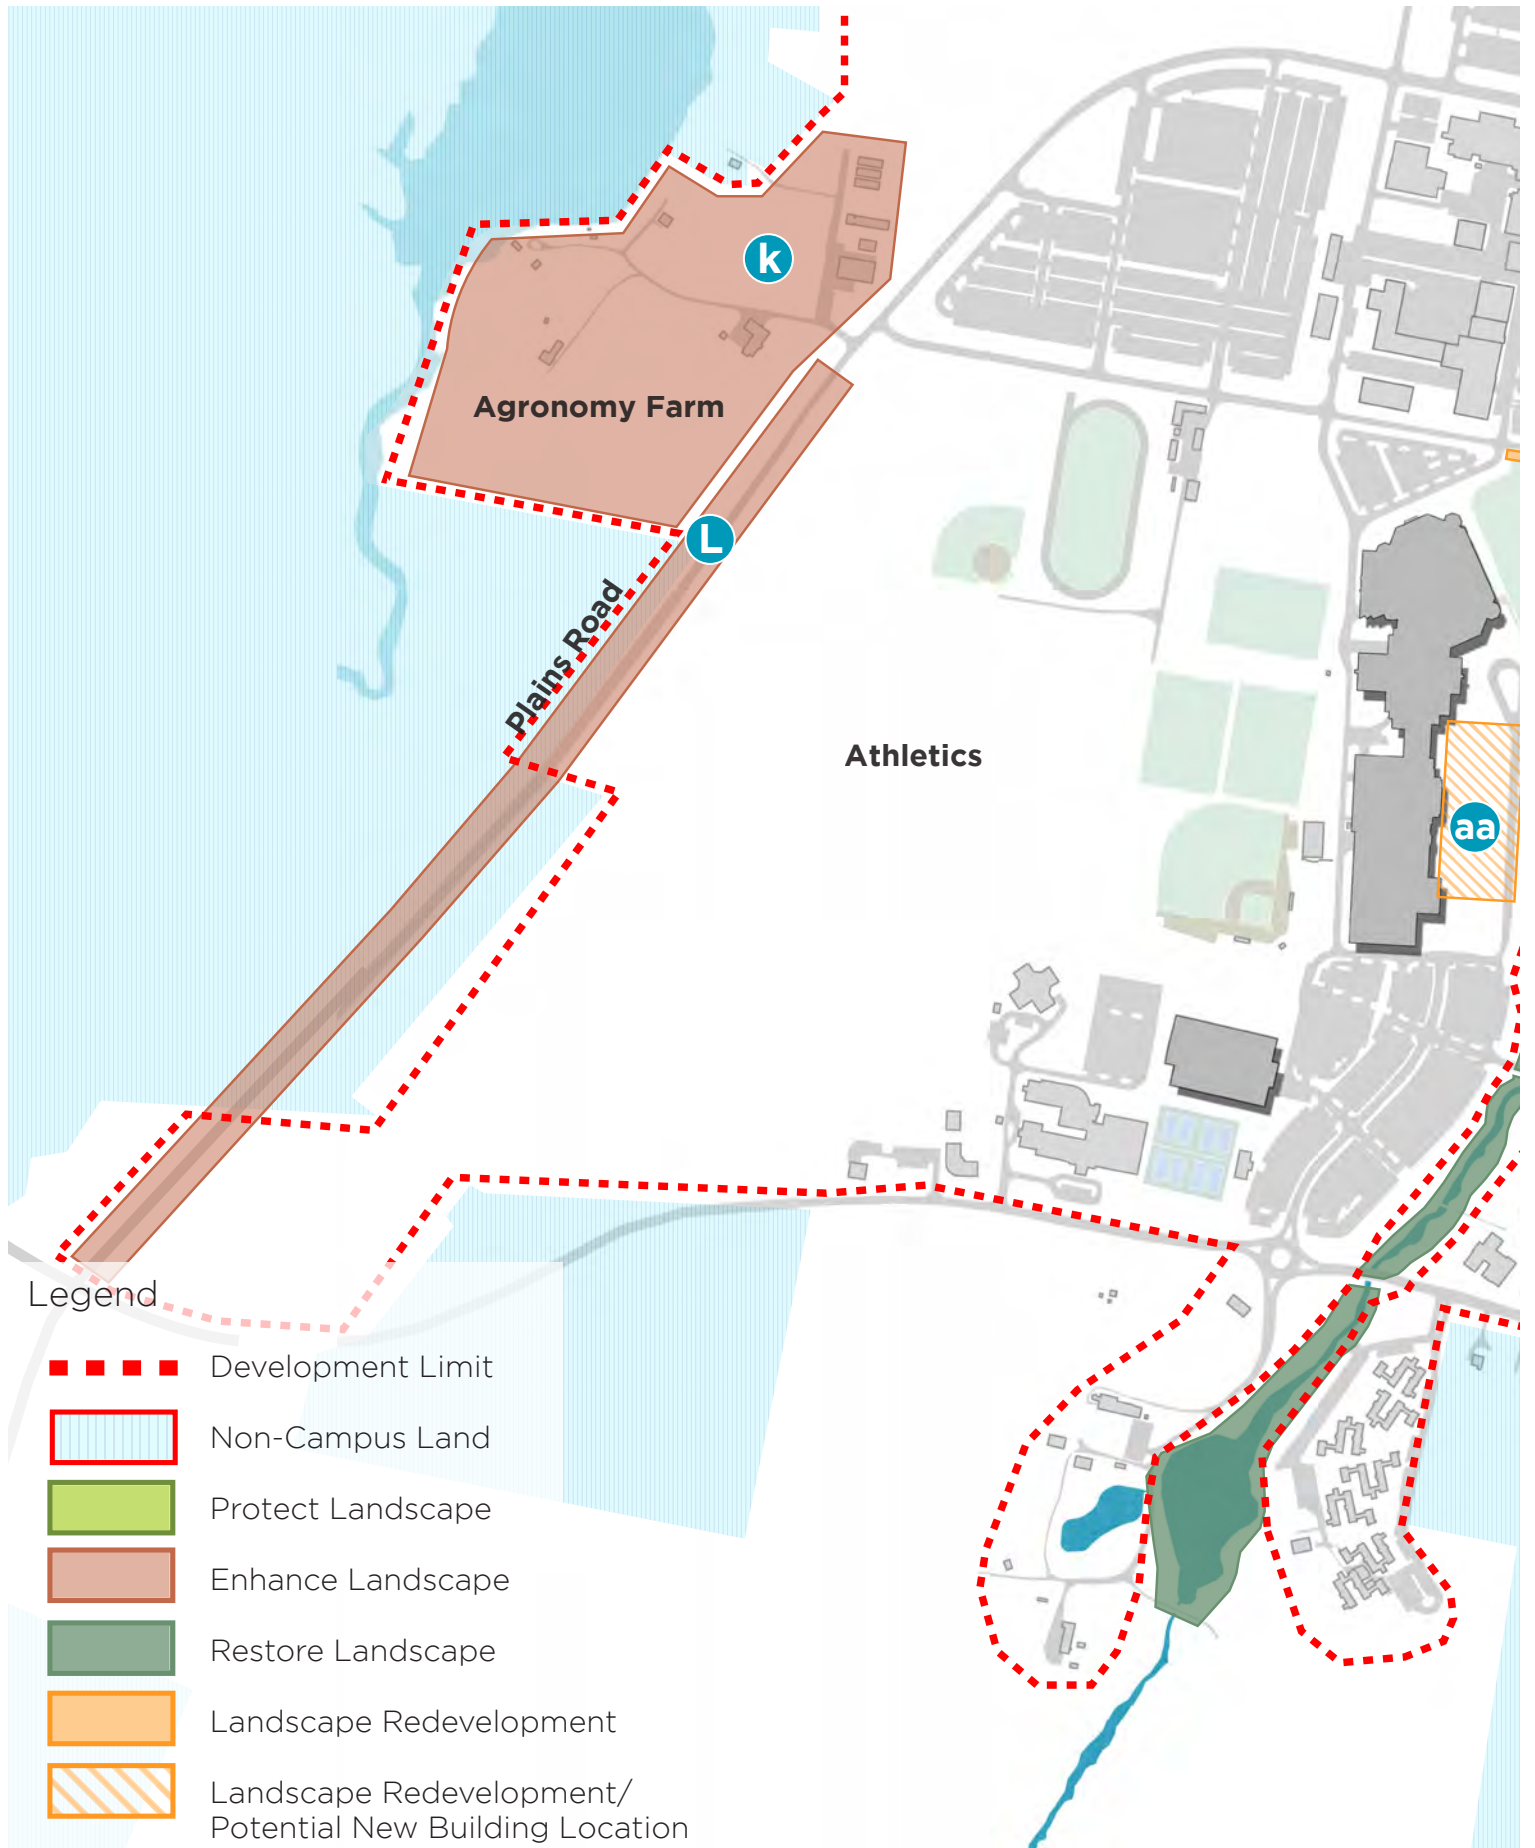 k
Agronomy Farm
L
Plains Road
Athletics
aa
Legend
Development Limit
Non-Campus Land
Protect Landscape
Enhance Landscape
Restore Landscape
Landscape Redevelopment
Landscape Redevelopment/
Potential New Building Location